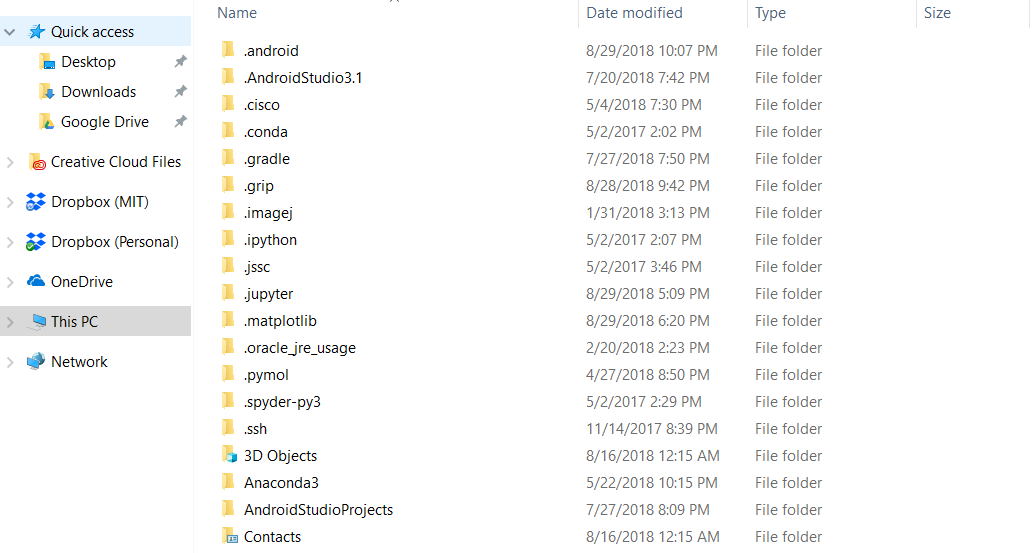 Name Date modified Type Size
Quick access
Desktop
Downloads
Google Drive
Creative Cloud Files
Dropbox (MIT)
Dropbox (Personal)
OneDrive
This PC
Network
.android 8/29/2018 10:07 PM File folder
.AndroidStudio3.1 7/20/2018 7:42 PM File folder
.cisco 5/4/2018 7:30 PM File folder
.conda 5/2/2017 2:02 PM File folder
.gradle 7/27/2018 7:50 PM File folder
.grip 8/28/2018 9:42 PM File folder
.imagej 1/31/2018 3:13 PM File folder
.ipython 5/2/2017 2:07 PM File folder
.jssc 5/2/2017 3:46 PM File folder
.jupyter 8/29/2018 5:09 PM File folder
.matplotlib 8/29/2018 6:20 PM File folder
.oracle_jre_usage 2/20/2018 2:23 PM File folder
.pymol 4/27/2018 8:50 PM File folder
.spyder-py3 5/2/2017 2:29 PM File folder
.ssh 11/14/2017 8:39 PM File folder
3D Objects 8/16/2018 12:15 AM File folder
Anaconda3 5/22/2018 10:15 PM File folder
AndroidStudioProjects 7/27/2018 8:09 PM File folder
Contacts 8/16/2018 12:15 AM File folder